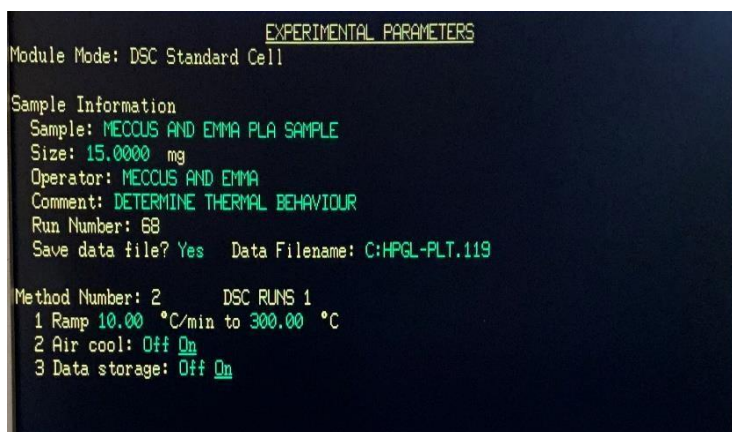 EXPERIMENTAL PARAMETERS
Module Mode: DSC Standard Cell
Sample Information
Sample: MECCUS AND EMMA PLA SAMPLE
Size: 15.0000 mg
Operator: MECCUS AND EMMA
Comment: DETERMINE THERMAL BEHAVIOUR
Run Number: 68
Save data file? Yes Data Filename: C:HPGL-PLT.119
Method Number: 2 DSC RUNS 1
1 Ramp 10.00 °C/min to 300.00 °C
2 Air cool: Off On
3 Data storage: Off On